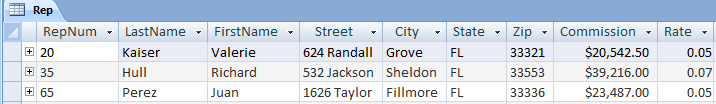 Rep
RepNum LastName FirstName Street City State Zip Commission Rate
20 Kaiser Valerie 624 Randall Grove FL 33321 $20,542.50 0.05
35 Hull Richard 532 Jackson Sheldon FL 33553 $39,216.00 0.07
65 Perez Juan 1626 Taylor Fillmore FL 33336 $23,487.00 0.05